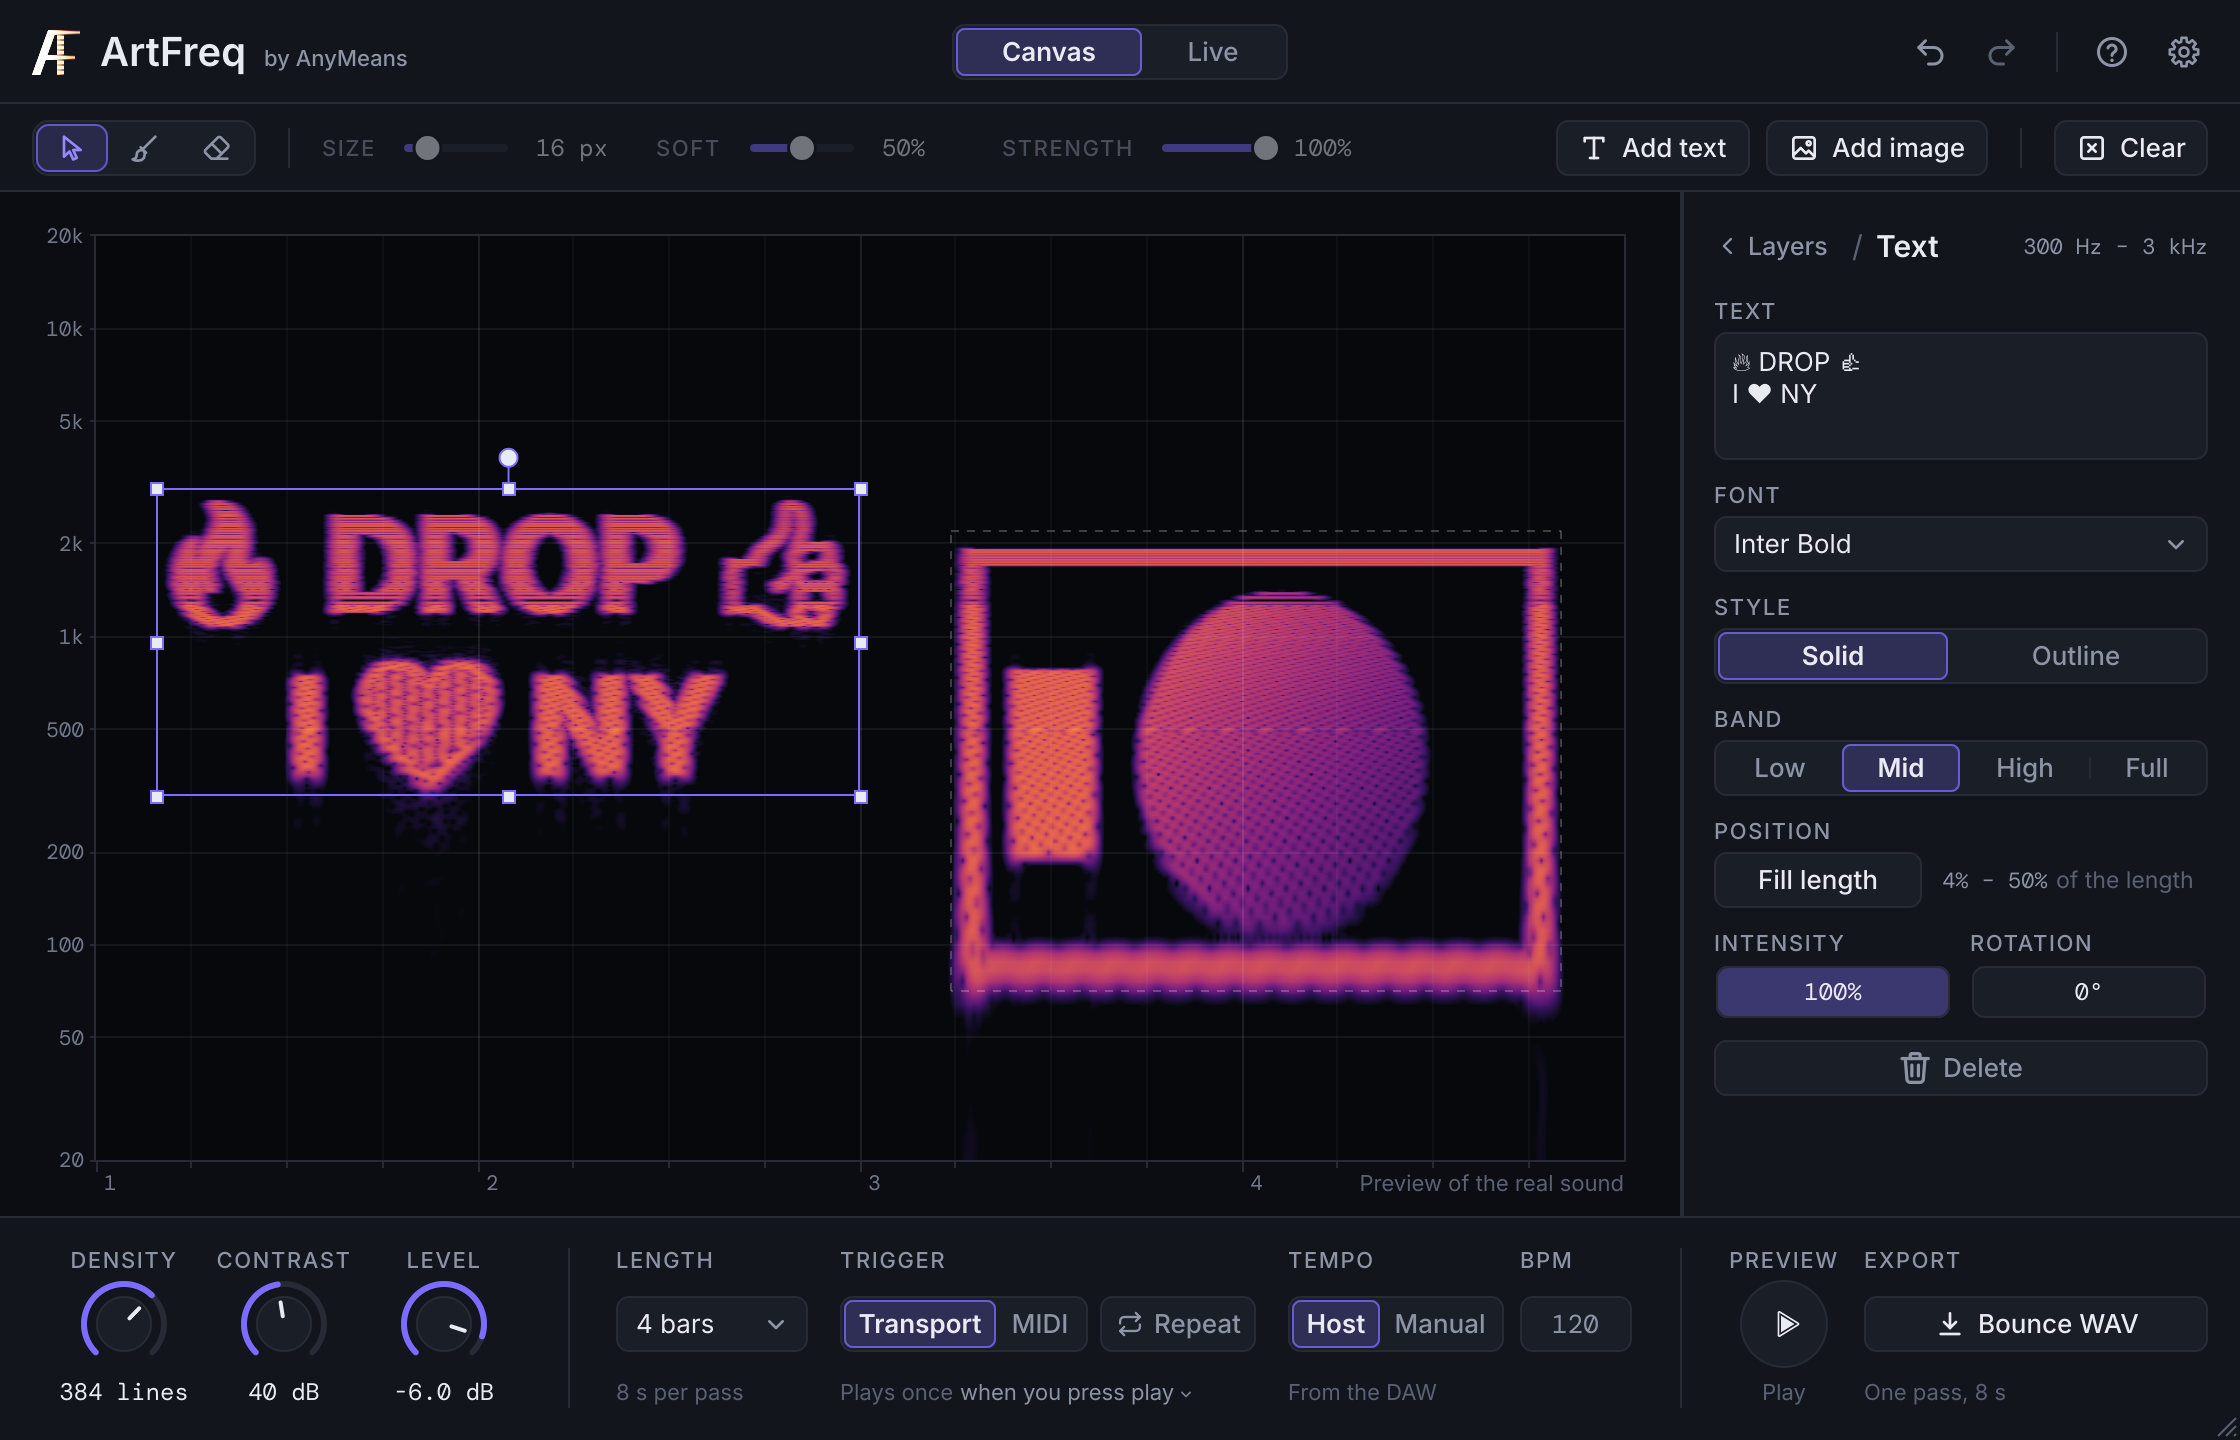 ArtFreq by AnyMeans
Canvas Live
SIZE 16 px SOFT 50% STRENGTH 100%
Add text Add image Clear
20k
10k
5k
2k
1k
500
200
100
50
20
1 2 3 4
🔥 DROP 👍
I ♥ NY
Preview of the real sound
Layers / Text 300 Hz - 3 kHz
TEXT
🔥 DROP 👍
I ♥ NY
FONT
Inter Bold
STYLE
Solid Outline
BAND
Low Mid High Full
POSITION
Fill length 4% - 50% of the length
INTENSITY ROTATION
100% 0°
Delete
DENSITY CONTRAST LEVEL
384 lines 40 dB -6.0 dB
LENGTH
4 bars
8 s per pass
TRIGGER
Transport MIDI Repeat
Plays once when you press play
TEMPO BPM
Host Manual 120
From the DAW
PREVIEW
Play
EXPORT
Bounce WAV
One pass, 8 s